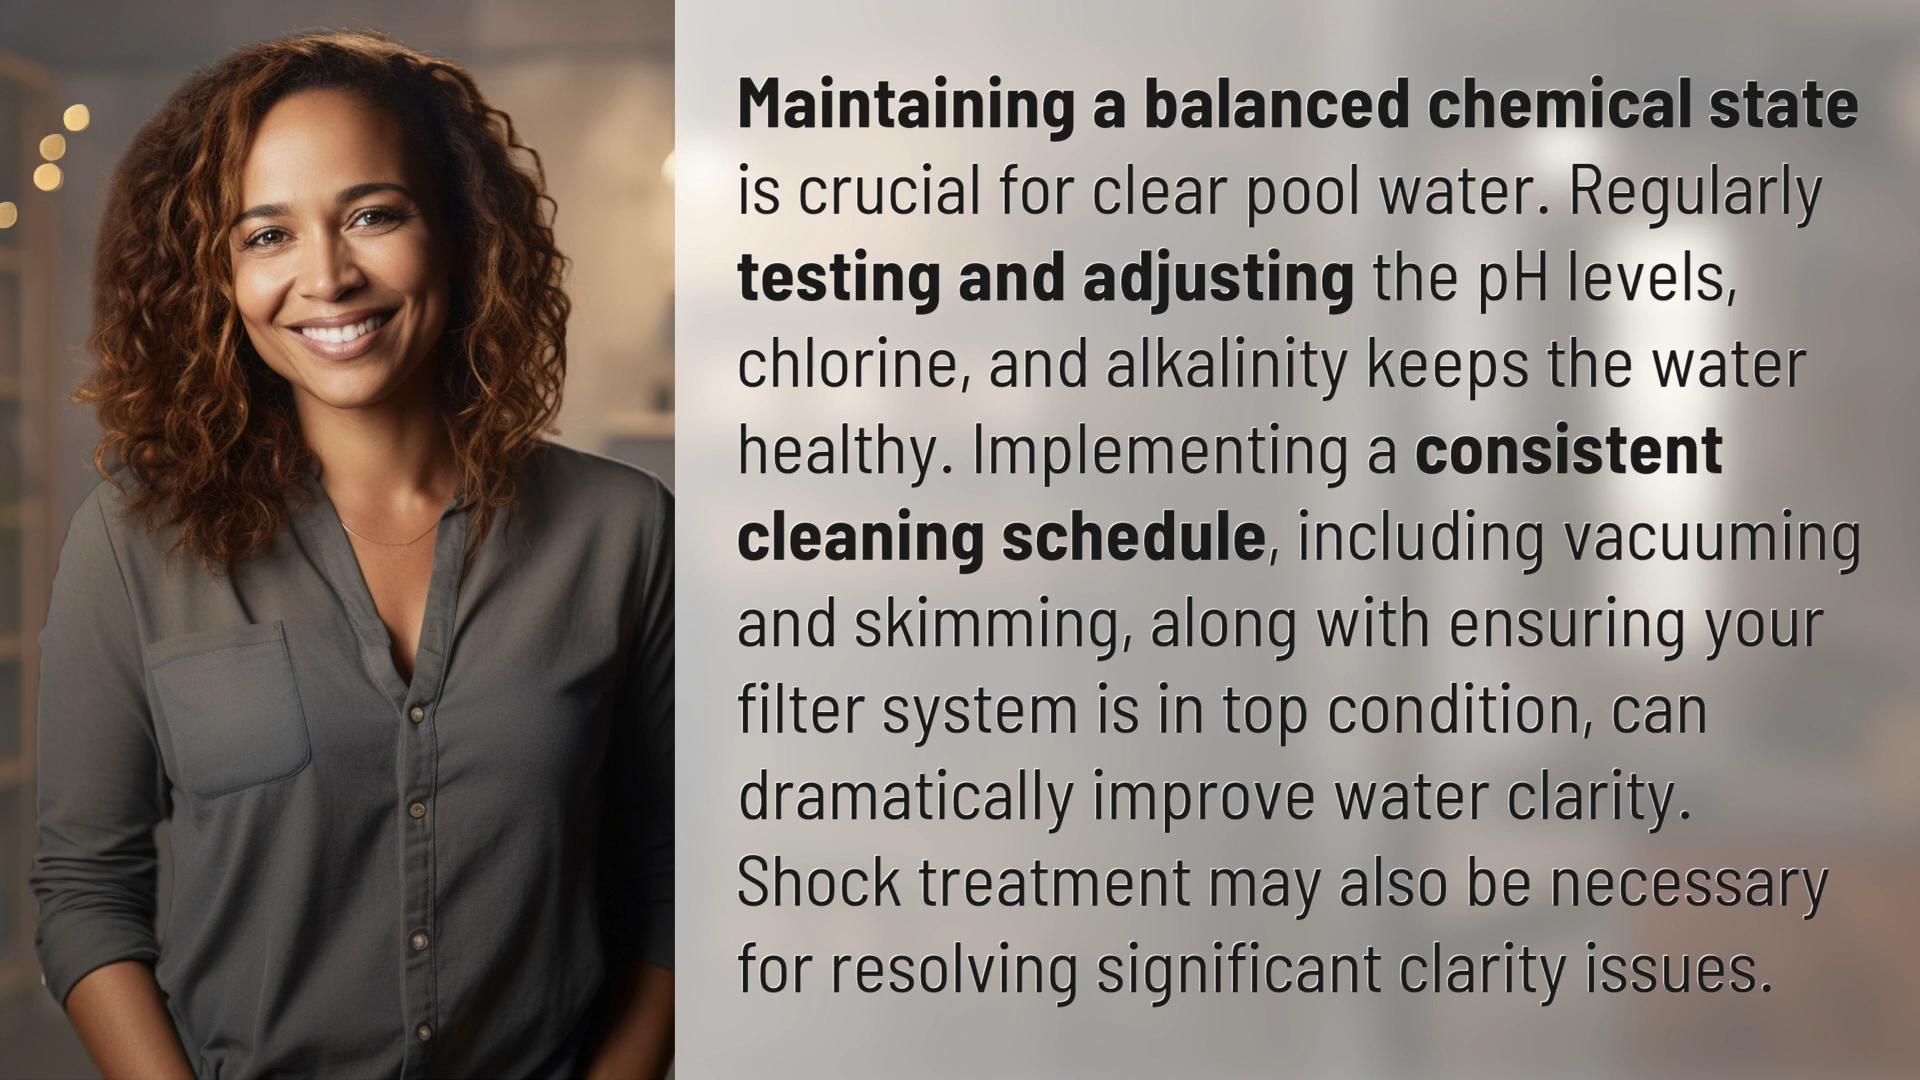 Maintaining a balanced chemical state
is crucial for clear pool water. Regularly
testing and adjusting the pH levels,
chlorine, and alkalinity keeps the water
healthy. Implementing a consistent
cleaning schedule, including vacuuming
and skimming, along with ensuring your
filter system is in top condition, can
dramatically improve water clarity.
Shock treatment may also be necessary
for resolving significant clarity issues.